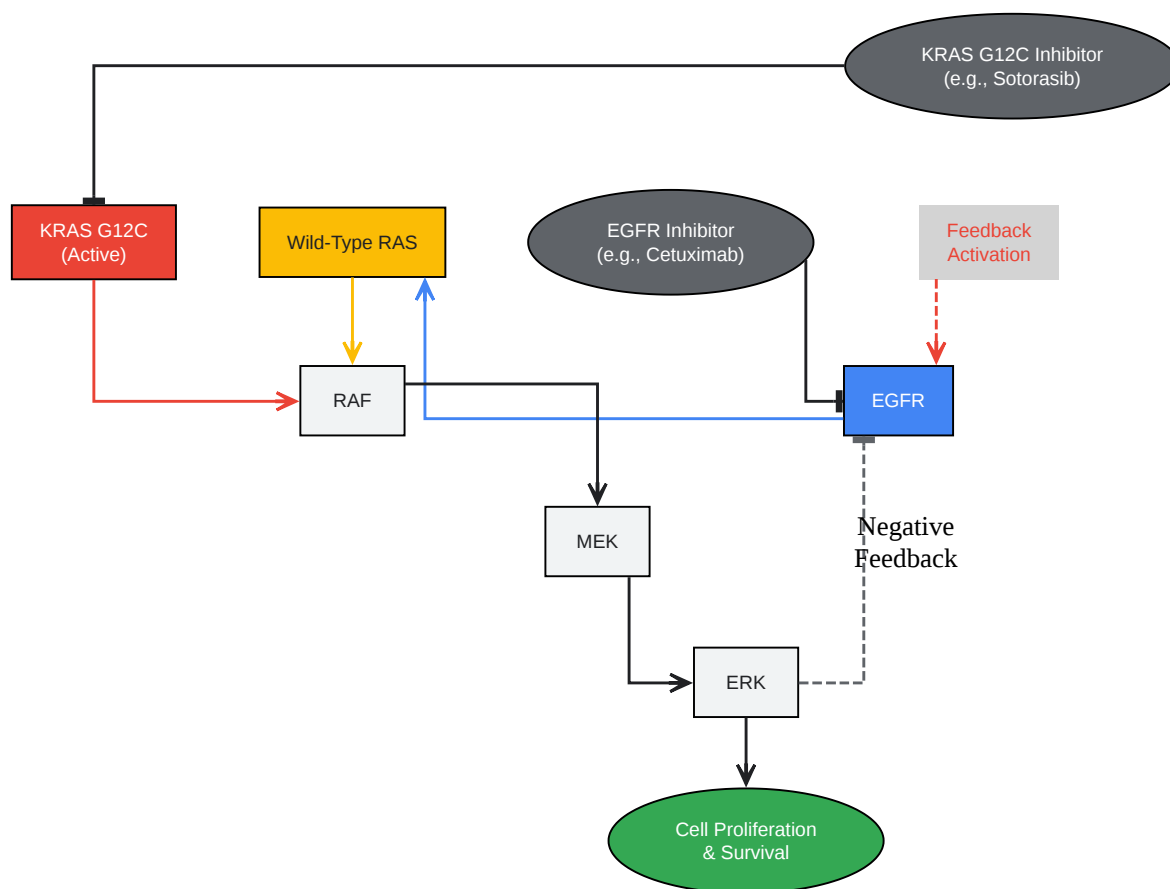 KRAS G12C Inhibitor
(e.g., Sotorasib)
KRAS G12C
(Active)
Wild-Type RAS
EGFR Inhibitor
(e.g., Cetuximab)
Feedback
Activation
RAF
EGFR
MEK
Negative
Feedback
ERK
Cell Proliferation
& Survival